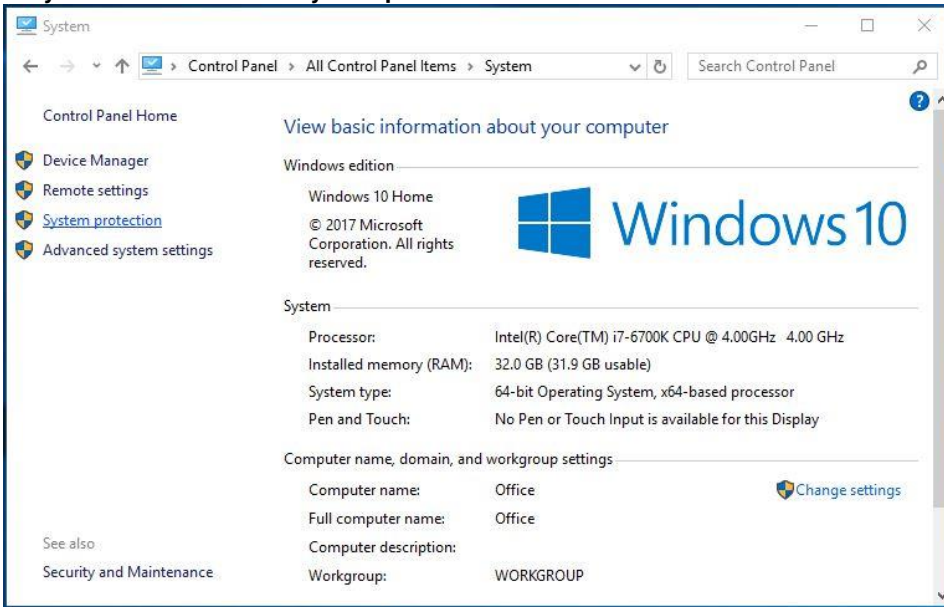 System
Control Panel > All Control Panel Items > System
Search Control Panel
Control Panel Home
Device Manager
Remote settings
System protection
Advanced system settings
View basic information about your computer
Windows edition
Windows 10 Home
© 2017 Microsoft
Corporation. All rights
reserved.
Windows 10
System
Processor: Intel(R) Core(TM) i7-6700K CPU @ 4.00GHz 4.00 GHz
Installed memory (RAM): 32.0 GB (31.9 GB usable)
System type: 64-bit Operating System, x64-based processor
Pen and Touch: No Pen or Touch Input is available for this Display
Computer name, domain, and workgroup settings
Computer name: Office Change settings
Full computer name: Office
Computer description:
Workgroup: WORKGROUP
See also
Security and Maintenance